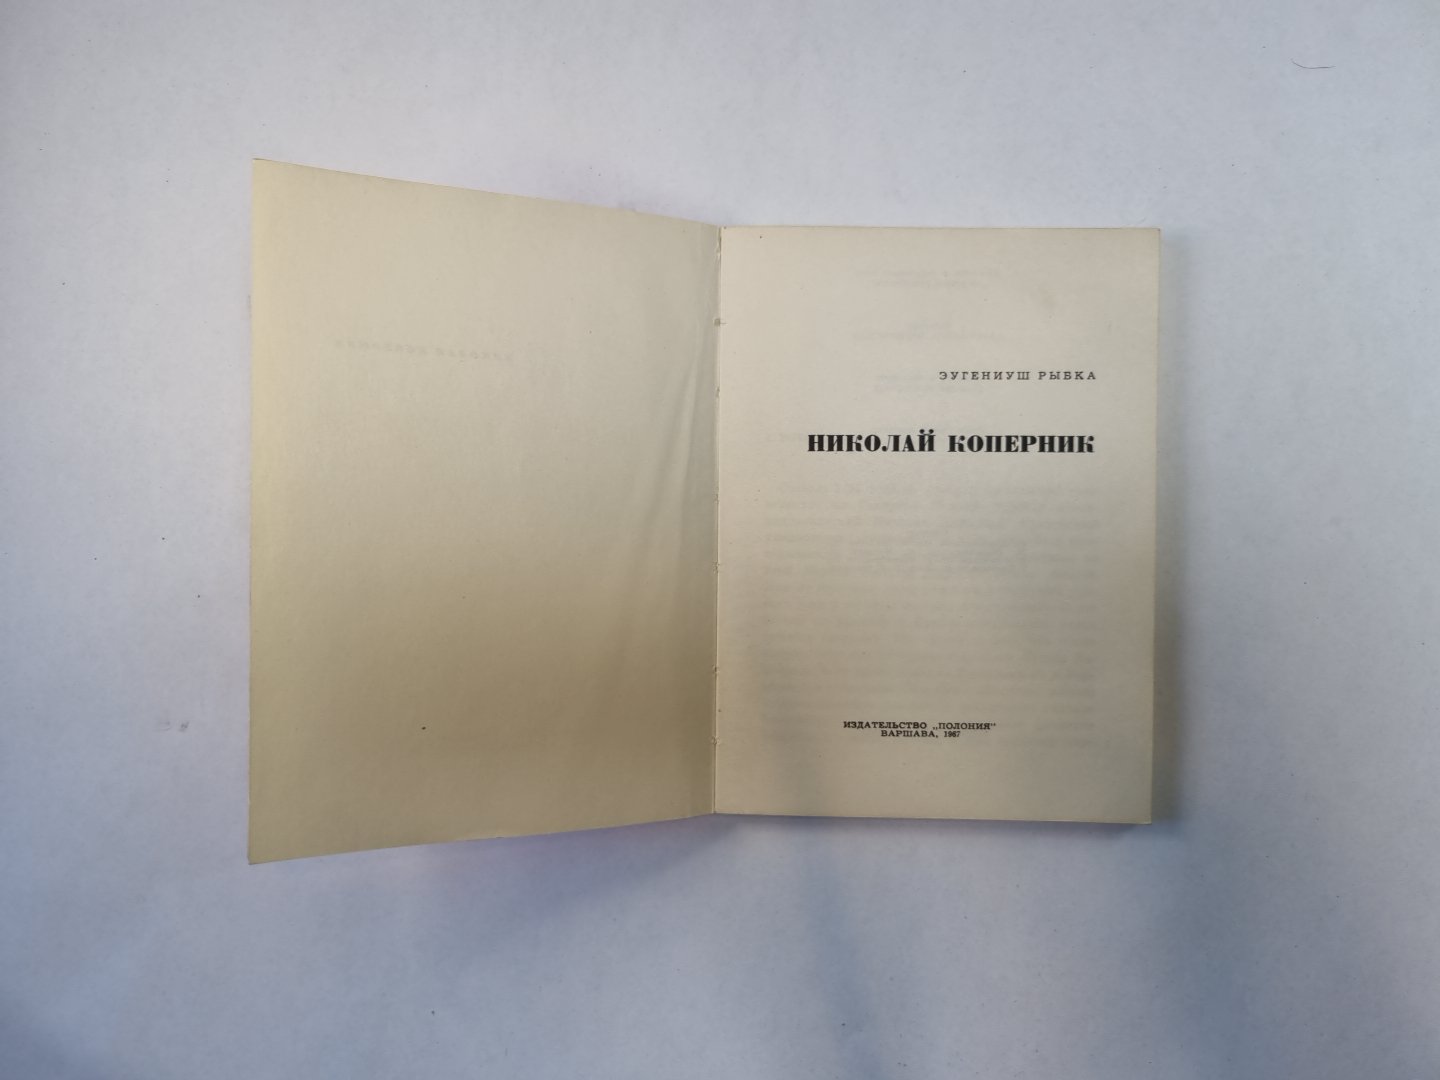 ЭУГЕНИУШ РЫБКА
НИКОЛАЙ КОПЕРНИК
ИЗДАТЕЛЬСТВО „ПОЛОНИЯ“
ВАРШАВА, 1967